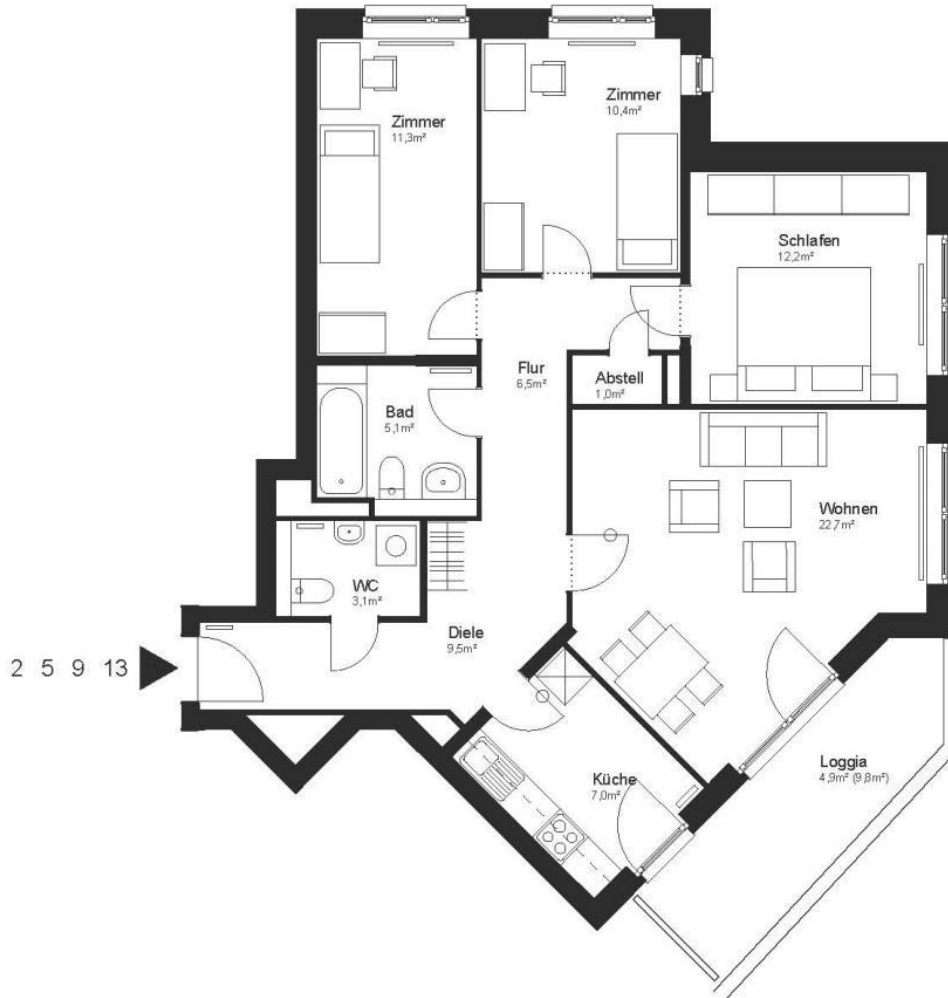 Zimmer
11,3m²
Zimmer
10,4m²
Schlafen
12,2m²
Flur
6,5m²
Abstell
1,0m²
Bad
5,1m²
Wohnen
22,7m²
WC
3,1m²
Diele
9,5m²
2 5 9 13
Küche
7,0m²
Loggia
4,9m² (9,8m²)